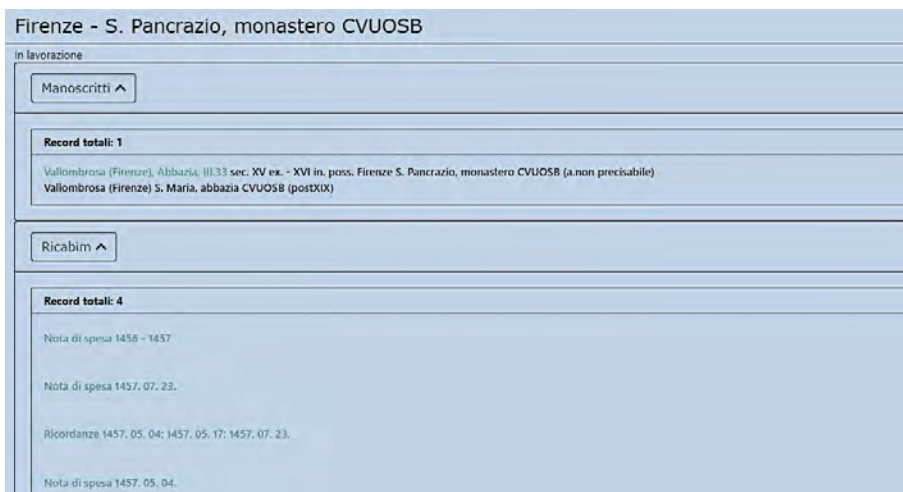 Firenze - S. Pancrazio, monastero CVUOSB
in lavorazione
Manoscritti
Record totali: 1
Vallombrosa (Firenze), Abbazia, III.33 sec. XV ex. - XVI in. poss. Firenze S. Pancrazio, monastero CVUOSB (a.non precisabile)
Vallombrosa (Firenze) S. Maria, abbazia CVUOSB (postXIX)
Ricabim
Record totali: 4
Nota di spesa 1456 - 1457
Nota di spesa 1457. 07. 23.
Ricordanze 1457. 05. 04; 1457. 05. 17; 1457. 07. 23.
Nota di spesa 1457. 05. 04.